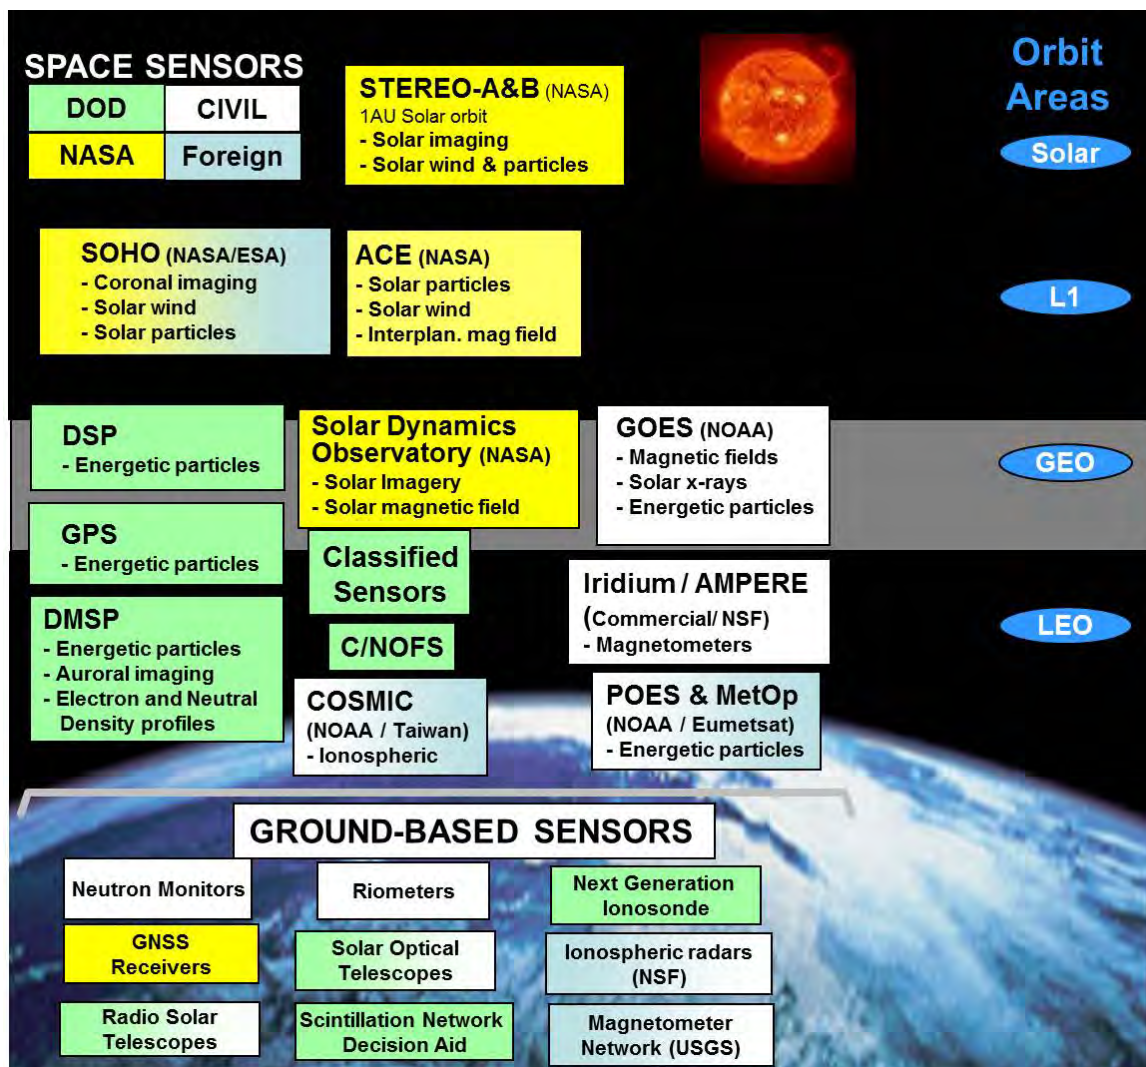 SPACE SENSORS
DOD
CIVIL
NASA
Foreign
STEREO-A&B (NASA)
1AU Solar orbit
- Solar imaging
- Solar wind & particles
Orbit
Areas
Solar
SOHO (NASA/ESA)
- Coronal imaging
- Solar wind
- Solar particles
ACE (NASA)
- Solar particles
- Solar wind
- Interplan. mag field
L1
DSP
- Energetic particles
Solar Dynamics
Observatory (NASA)
- Solar Imagery
- Solar magnetic field
GOES (NOAA)
- Magnetic fields
- Solar x-rays
- Energetic particles
GEO
GPS
- Energetic particles
Classified
Sensors
Iridium / AMPERE
(Commercial/ NSF)
- Magnetometers
LEO
DMSP
- Energetic particles
- Auroral imaging
- Electron and Neutral
Density profiles
C/NOFS
COSMIC
(NOAA / Taiwan)
- Ionospheric
POES & MetOp
(NOAA / Eumetsat)
- Energetic particles
GROUND-BASED SENSORS
Neutron Monitors
Riometers
Next Generation
Ionosonde
GNSS
Receivers
Solar Optical
Telescopes
Ionospheric radars
(NSF)
Radio Solar
Telescopes
Scintillation Network
Decision Aid
Magnetometer
Network (USGS)